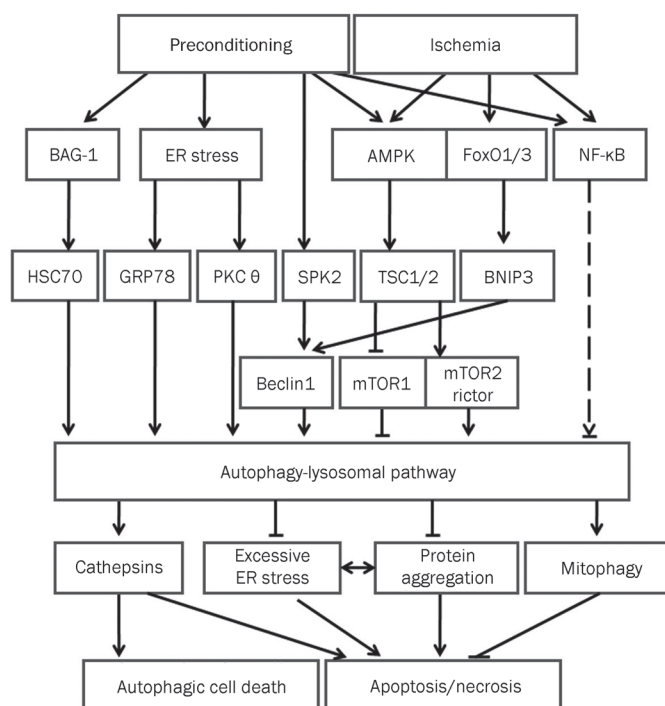 Preconditioning
Ischemia
BAG-1
ER stress
AMPK
FoxO1/3
NF-κB
HSC70
GRP78
PKC θ
SPK2
TSC1/2
BNIP3
Beclin1
mTOR1
mTOR2
rictor
Autophagy-lysosomal pathway
Cathepsins
Excessive
ER stress
Protein
aggregation
Mitophagy
Autophagic cell death
Apoptosis/necrosis